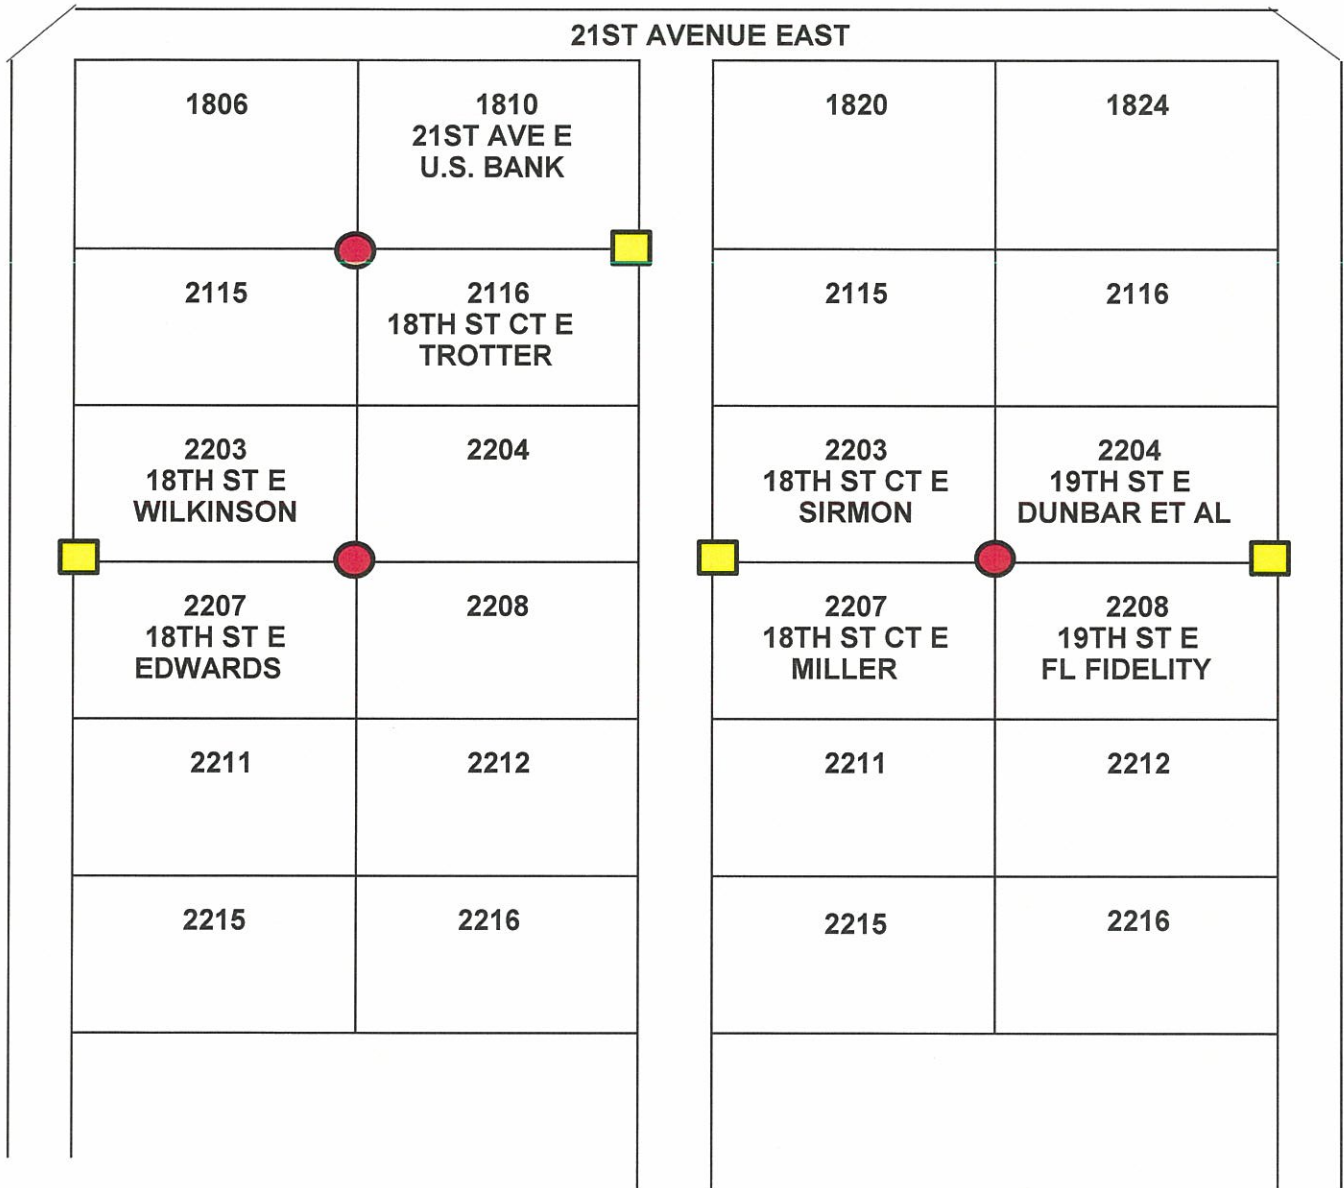 21ST AVENUE EAST
1806
1810
21ST AVE E
U.S. BANK
1820
1824
2115
2116
18TH ST CT E
TROTTER
2115
2116
2203
18TH ST E
WILKINSON
2204
2203
18TH ST CT E
SIRMON
2204
19TH ST E
DUNBAR ET AL
2207
18TH ST E
EDWARDS
2208
2207
18TH ST CT E
MILLER
2208
19TH ST E
FL FIDELITY
2211
2212
2211
2212
2215
2216
2215
2216